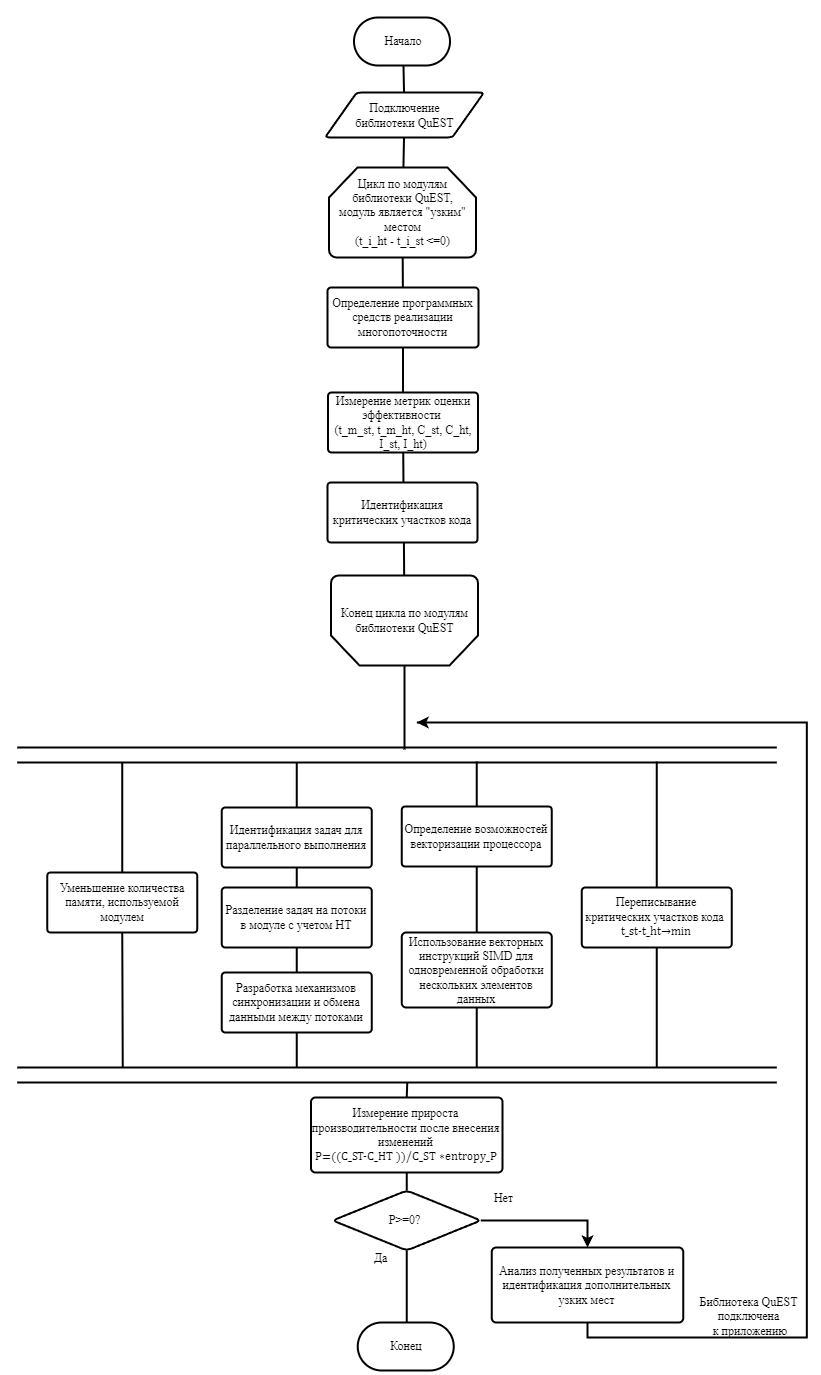 Начало
Подключение
библиотеки QuEST
Цикл по модулям
библиотеки QuEST,
модуль является "узким"
местом
(t_i_ht - t_i_st <=0)
Определение программных
средств реализации
многопоточности
Измерение метрик оценки
эффективности
(t_m_st, t_m_ht, C_st, C_ht,
I_st, I_ht)
Идентификация
критических участков кода
Конец цикла по модулям
библиотеки QuEST
Уменьшение количества
памяти, используемой
модулем
Идентификация задач для
параллельного выполнения
Разделение задач на потоки
в модуле с учетом HT
Разработка механизмов
синхронизации и обмена
данными между потоками
Определение возможностей
векторизации процессора
Использование векторных
инструкций SIMD для
одновременной обработки
нескольких элементов
данных
Переписывание
критических участков кода
t_st-t_ht→min
Измерение прироста
производительности после внесения
изменений
P=((C_ST-C_HT ))/C_ST *entropy_P
P>=0?
Нет
Да
Анализ полученных результатов и
идентификация дополнительных
узких мест
Библиотека QuEST
подключена
к приложению
Конец